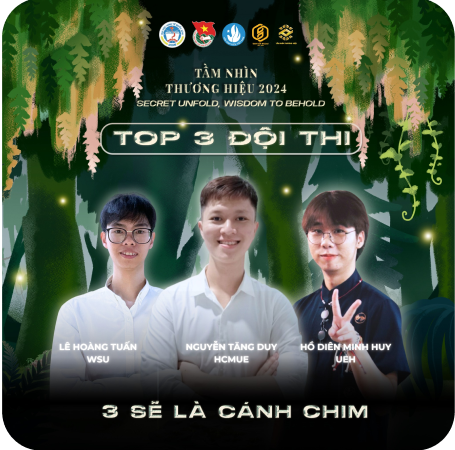 TẦM NHÌN
THƯƠNG HIỆU 2024
SECRET UNFOLD, WISDOM TO BEHOLD
TOP 3 ĐỘI THI
LÊ HOÀNG TUẤN
WSU
NGUYỄN TĂNG DUY
HCMUE
HỒ DIÊN MINH HUY
UEH
3 SẼ LÀ CÁNH CHIM